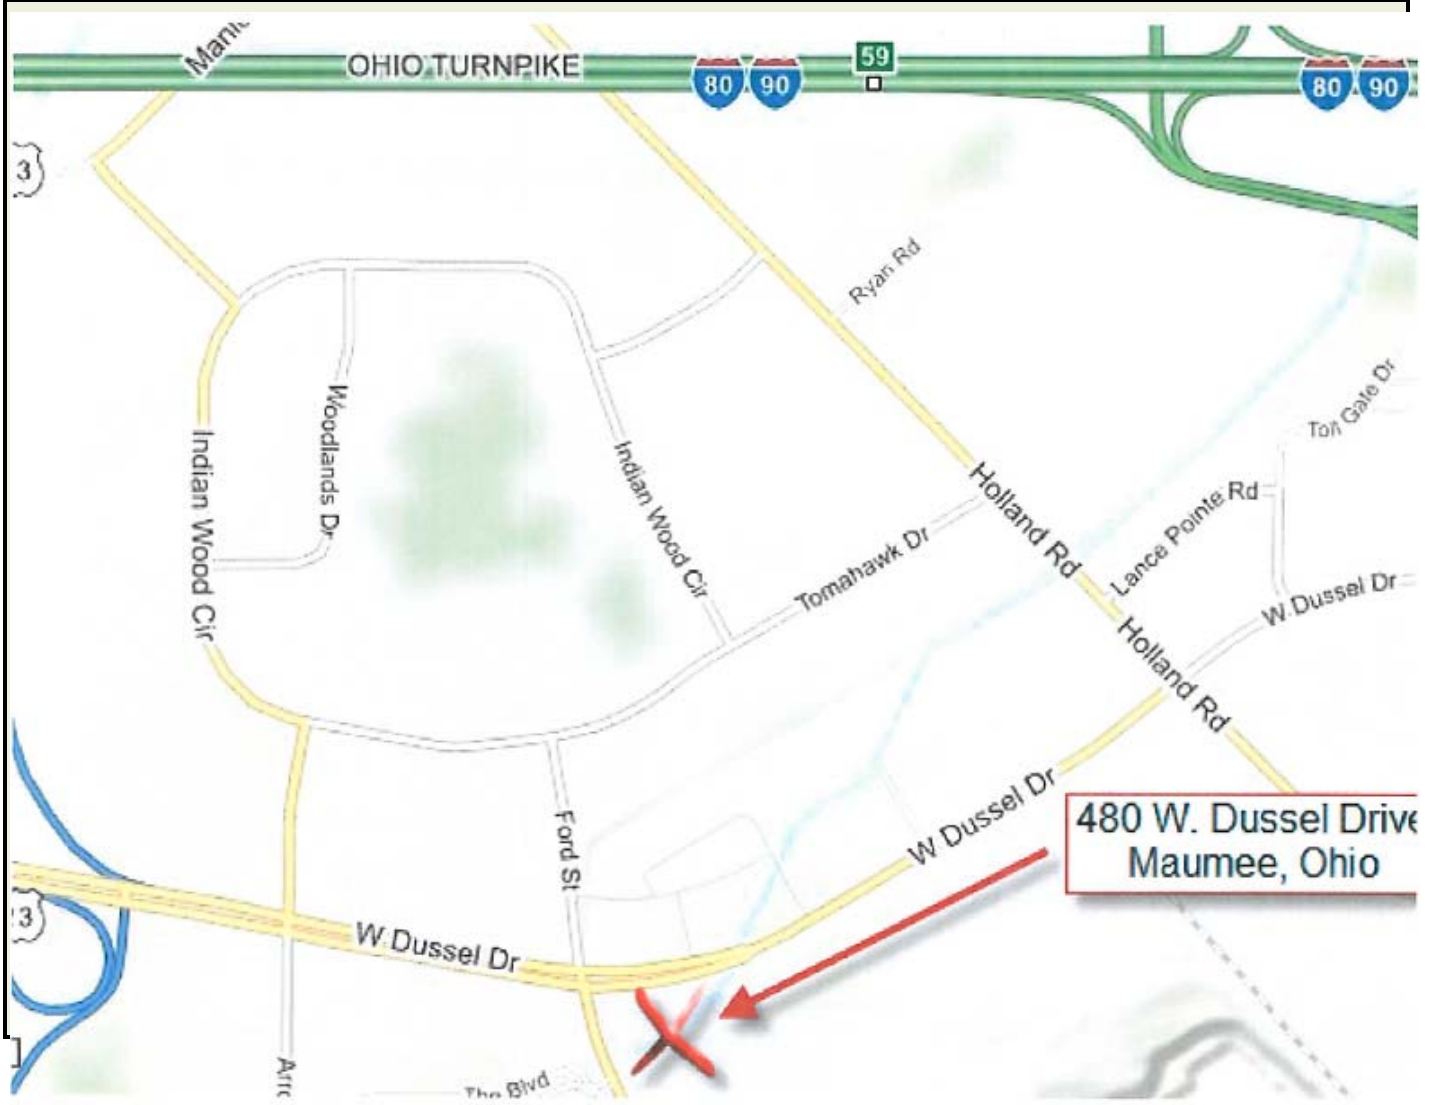 OHIO TURNPIKE
80
90
59
80
90
3
Ryan Rd
Woodlands Dr
Indian Wood Cir
Indian Wood Cir
Toll Gate Dr
Holland Rd
Lance Pointe Rd
Tomahawk Dr
W Dussel Dr
Holland Rd
W Dussel Dr
480 W. Dussel Drive
Maumee, Ohio
Ford St
3
W Dussel Dr
The Blvd